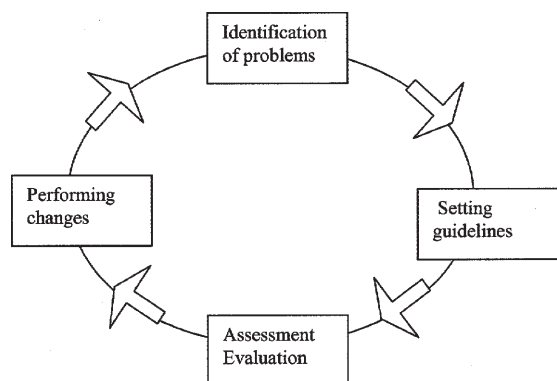 Identification
of problems
Setting
guidelines
Assessment
Evaluation
Performing
changes